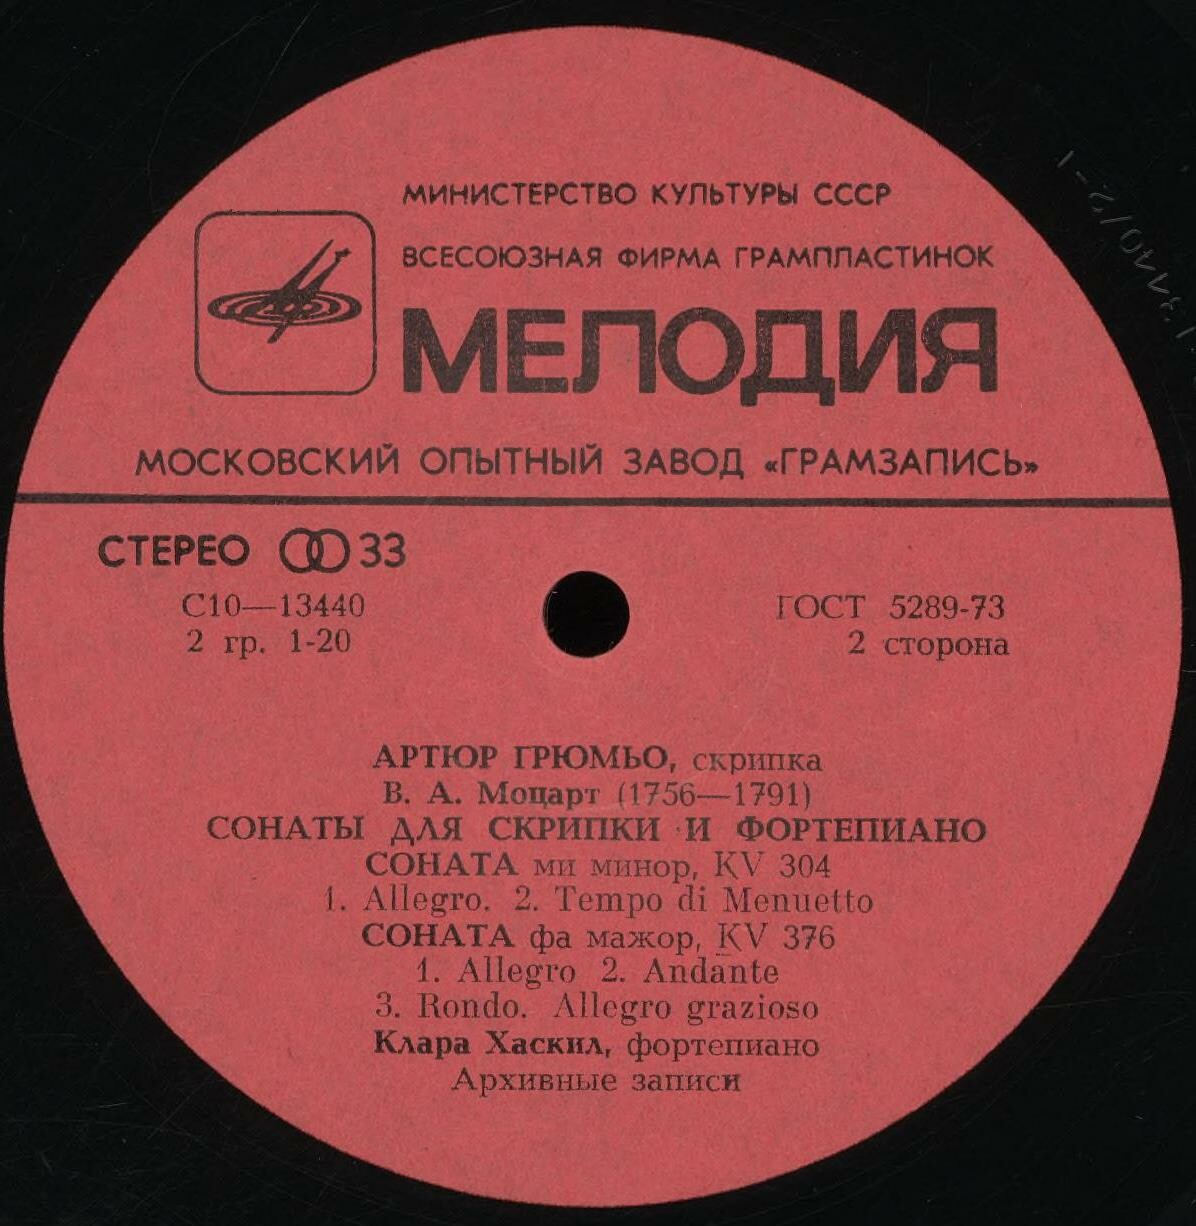 МИНИСТЕРСТВО КУЛЬТУРЫ СССР
ВСЕСОЮЗНАЯ ФИРМА ГРАМПЛАСТИНОК
МЕЛОДИЯ
МОСКОВСКИЙ ОПЫТНЫЙ ЗАВОД «ГРАМЗАПИСЬ»
СТЕРЕО 33
С10—13440
2 гр. 1-20
ГОСТ 5289-73
2 сторона
АРТЮР ГРЮМЬО, скрипка
В. А. Моцарт (1756—1791)
СОНАТЫ ДЛЯ СКРИПКИ И ФОРТЕПИАНО
СОНАТА ми минор, KV 304
1. Allegro. 2. Tempo di Menuetto
СОНАТА фа мажор, KV 376
1. Allegro 2. Andante
3. Rondo. Allegro grazioso
Клара Хаскил, фортепиано
Архивные записи